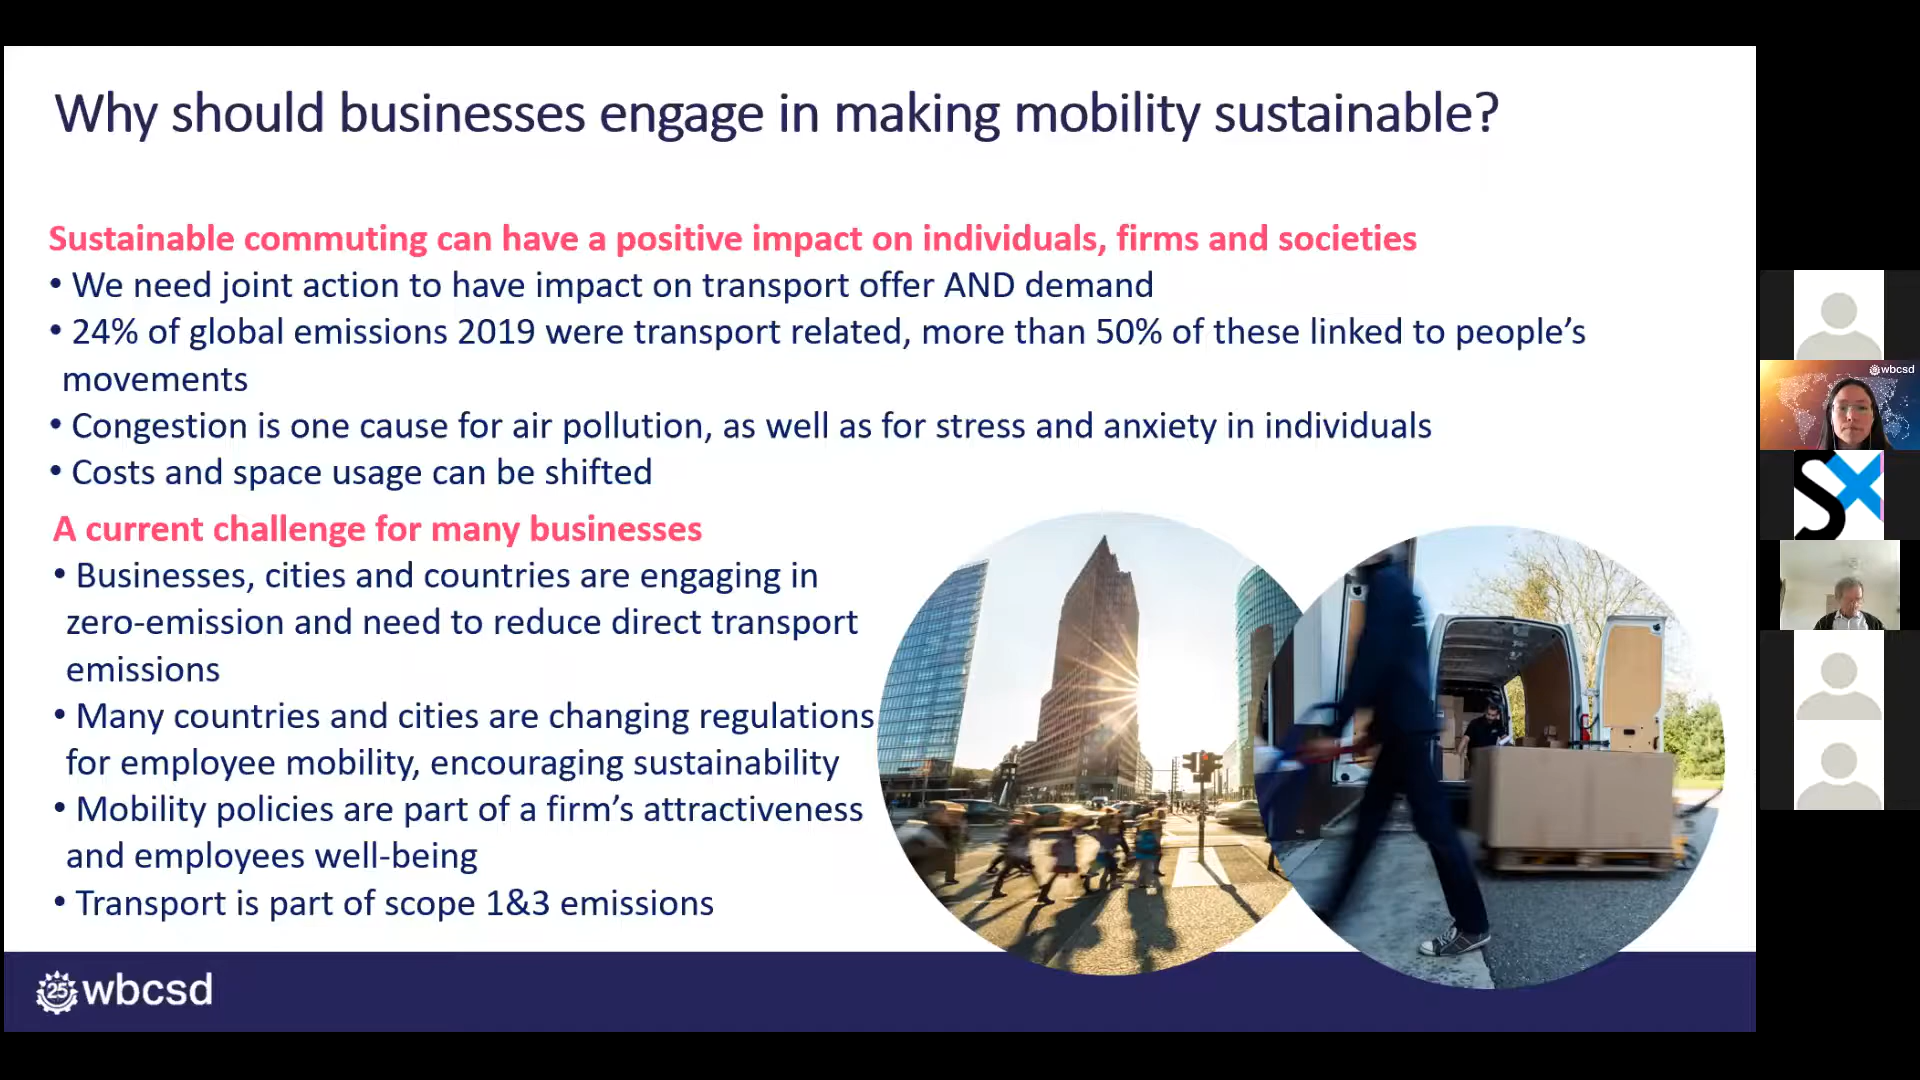 Why should businesses engage in making mobility sustainable?
Sustainable commuting can have a positive impact on individuals, firms and societies
• We need joint action to have impact on transport offer AND demand
• 24% of global emissions 2019 were transport related, more than 50% of these linked to people’s
movements
• Congestion is one cause for air pollution, as well as for stress and anxiety in individuals
• Costs and space usage can be shifted
A current challenge for many businesses
• Businesses, cities and countries are engaging in
zero-emission and need to reduce direct transport
emissions
• Many countries and cities are changing regulations
for employee mobility, encouraging sustainability
• Mobility policies are part of a firm’s attractiveness
and employees well-being
• Transport is part of scope 1&3 emissions
25 wbcsd
wbcsd
SX